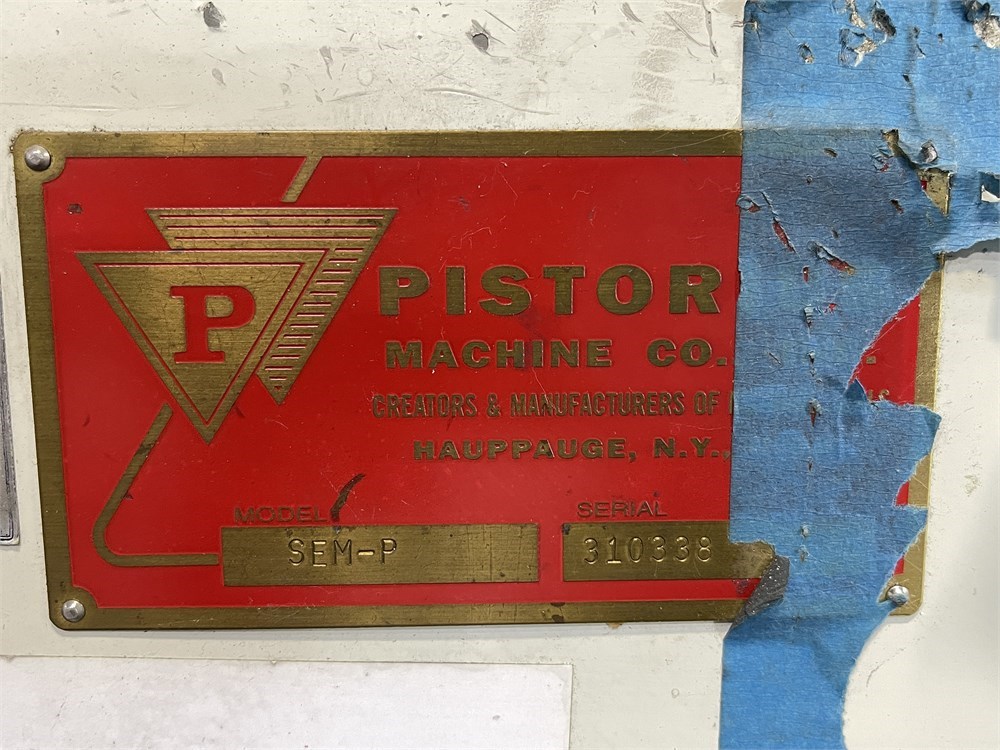 P
PISTOR
MACHINE CO.
CREATORS & MANUFACTURERS OF
HAUPPAUGE, N.Y.,
MODEL
SERIAL
SEM-P
310338